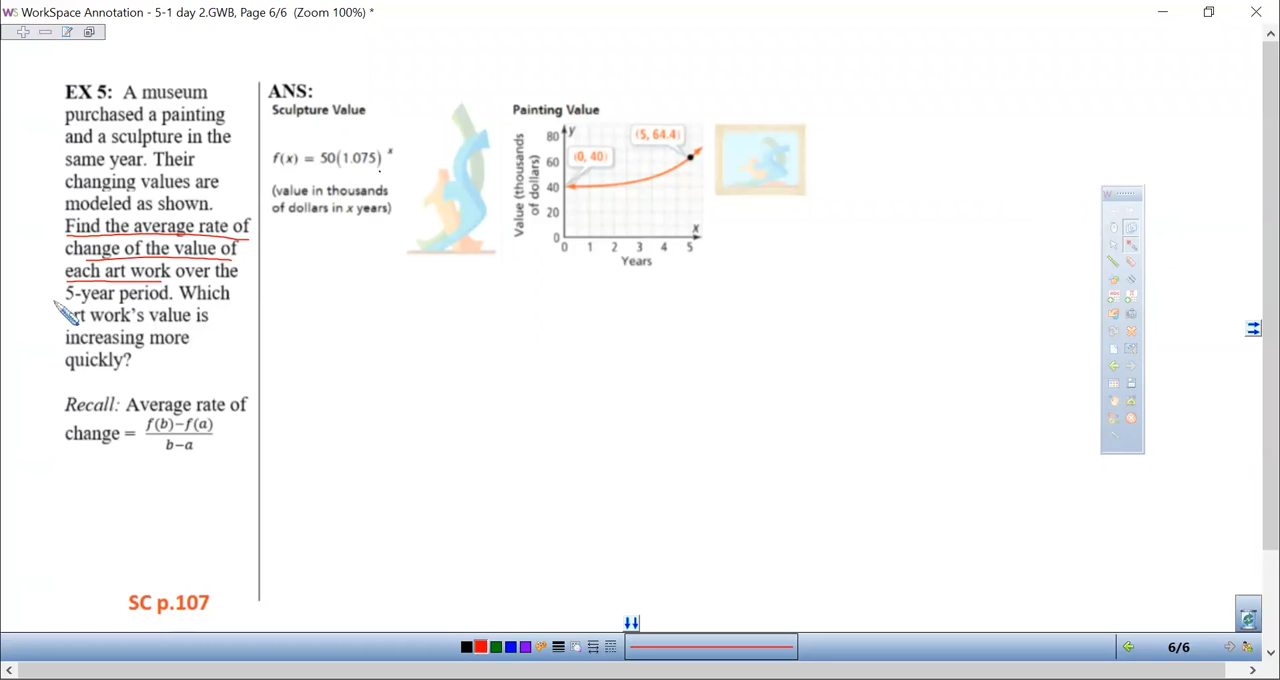 WorkSpace Annotation - 5-1 day 2.GWB, Page 6/6 (Zoom 100%) *
EX 5: A museum
purchased a painting
and a sculpture in the
same year. Their
changing values are
modeled as shown.
Find the average rate of
change of the value of
each art work over the
5-year period. Which
art work's value is
increasing more
quickly?
Recall: Average rate of
change = f(b)−f(a)
b−a
SC p.107
ANS:
Sculpture Value
f(x) = 50(1.075) x
(value in thousands
of dollars in x years)
Painting Value
Value (thousands
of dollars)
y
80
60
40
20
0
(0, 40)
(5, 64.4)
x
0 1 2 3 4 5
Years
6/6